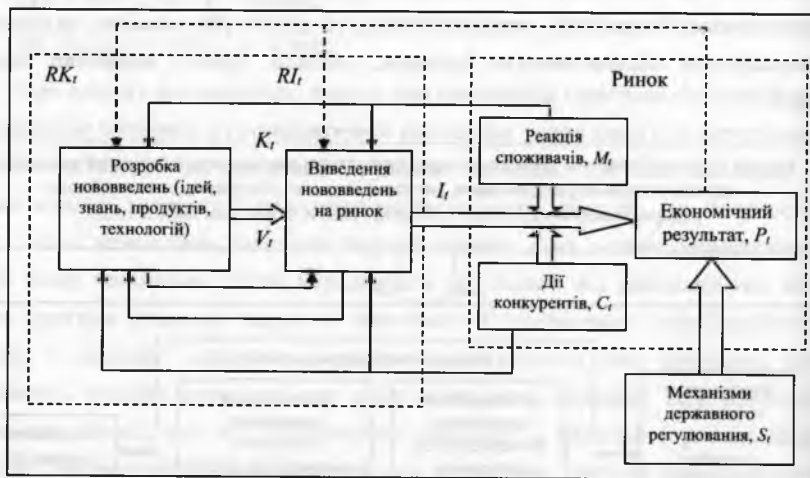 RKt
RIt
Ринок
Kt
Розробка
нововведень (ідей,
знань, продуктів,
технологій)
Vt
Виведення
нововведень
на ринок
It
Реакція
споживачів, Mt
Економічний
результат, Pt
Дії
конкурентів, Ct
Механізми
державного
регулювання, St